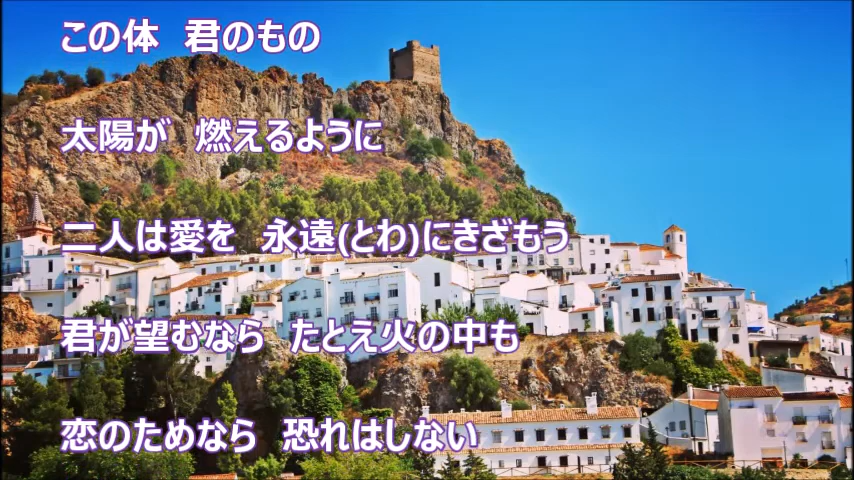 この体　君のもの
太陽が　燃えるように
二人は愛を　永遠(とわ)にきざもう
君が望むなら　たとえ火の中も
恋のためなら　恐れはしない